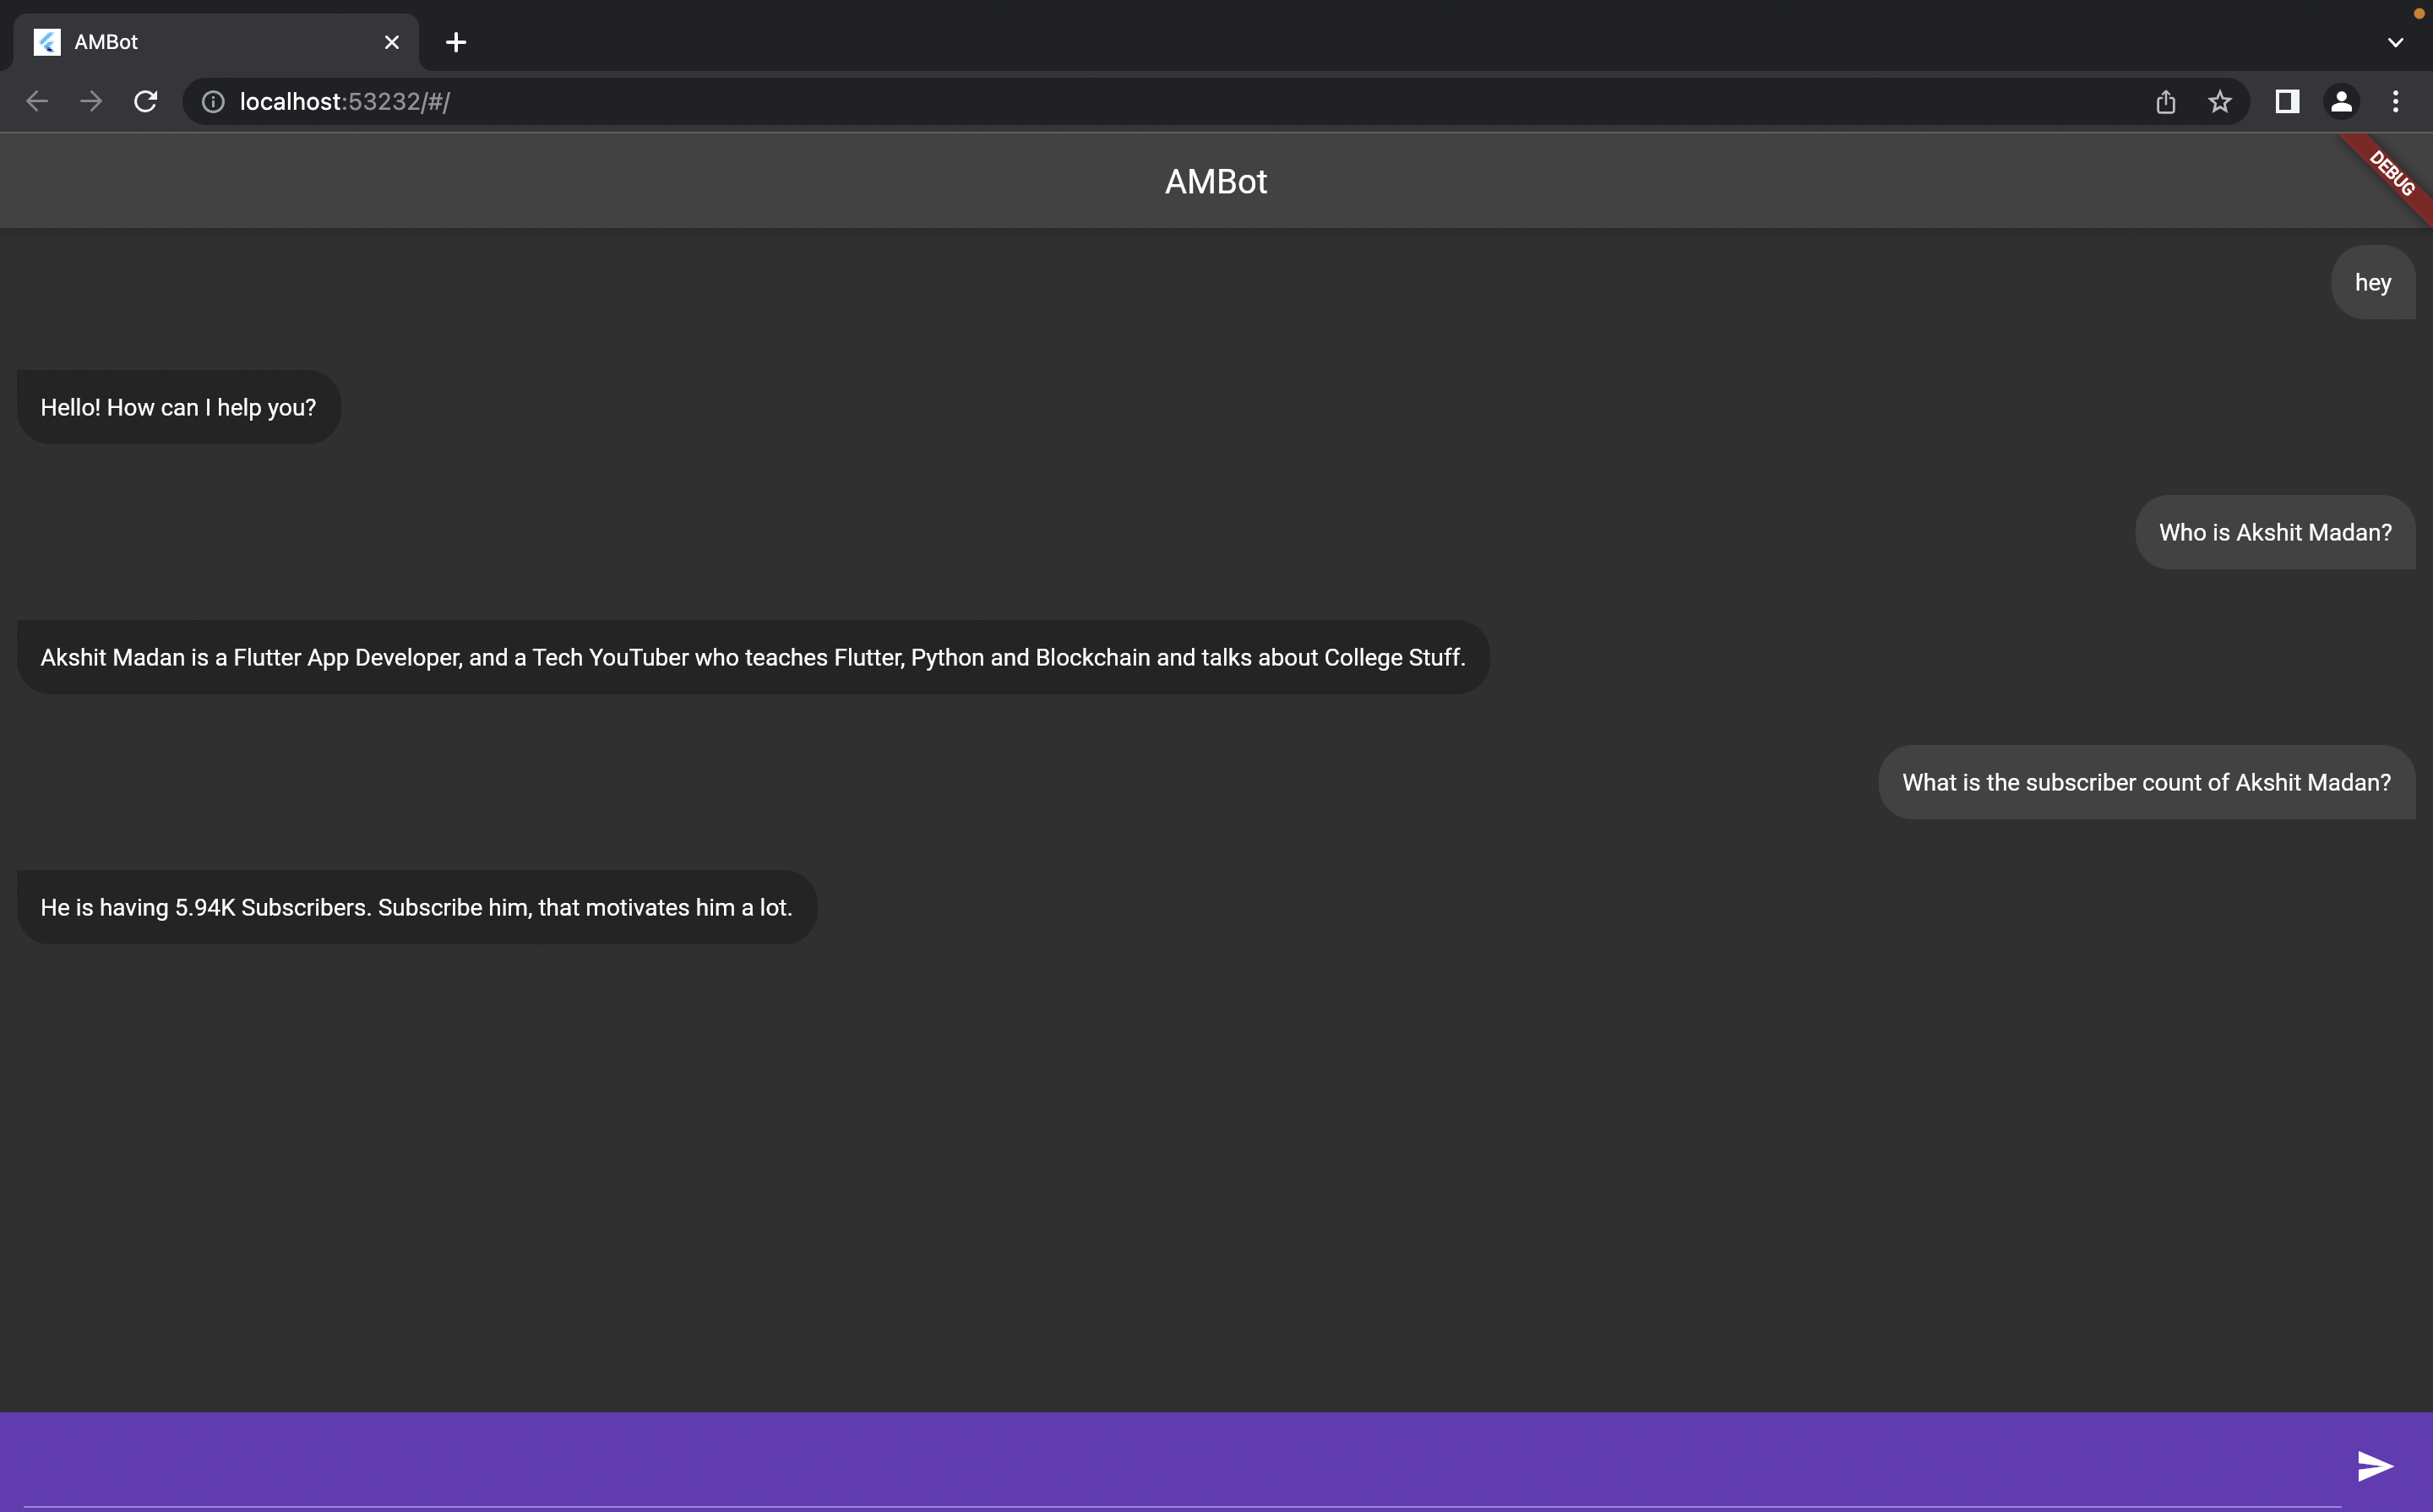 AMBot
localhost:53232/#/
AMBot
DEBUG
hey
Hello! How can I help you?
Who is Akshit Madan?
Akshit Madan is a Flutter App Developer, and a Tech YouTuber who teaches Flutter, Python and Blockchain and talks about College Stuff.
What is the subscriber count of Akshit Madan?
He is having 5.94K Subscribers. Subscribe him, that motivates him a lot.